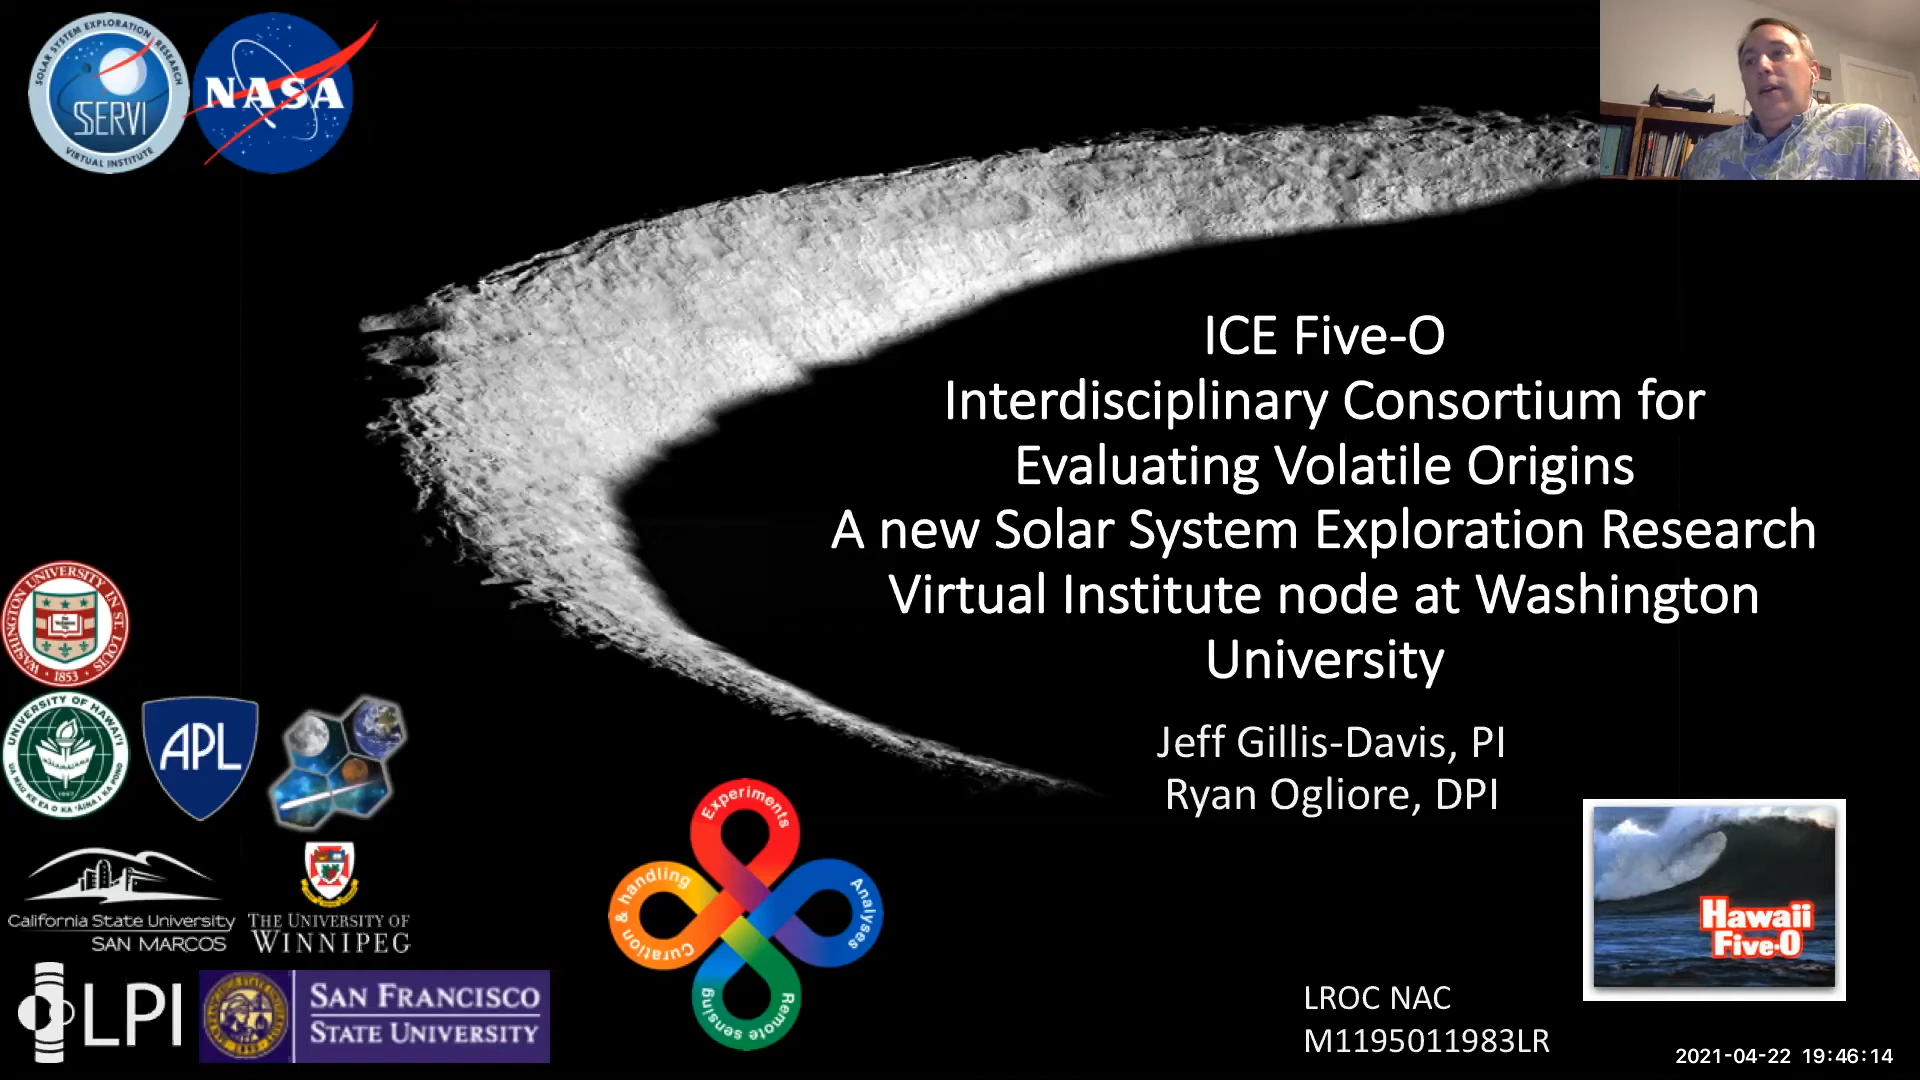 SOLAR SYSTEM EXPLORATION RESEARCH
SSERVI
VIRTUAL INSTITUTE
NASA
ICE Five-O
Interdisciplinary Consortium for
Evaluating Volatile Origins
A new Solar System Exploration Research
Virtual Institute node at Washington
University
Jeff Gillis-Davis, PI
Ryan Ogliore, DPI
WASHINGTON UNIVERSITY IN ST. LOUIS
1853
UNIVERSITY OF HAWAI'I
APL
California State University
SAN MARCOS
THE UNIVERSITY OF
WINNIPEG
LPI
SAN FRANCISCO
STATE UNIVERSITY
Experiments
Analyses
Curation & handling
Remote sensing
Hawaii
Five-O
LROC NAC
M1195011983LR
2021-04-22 19:46:14